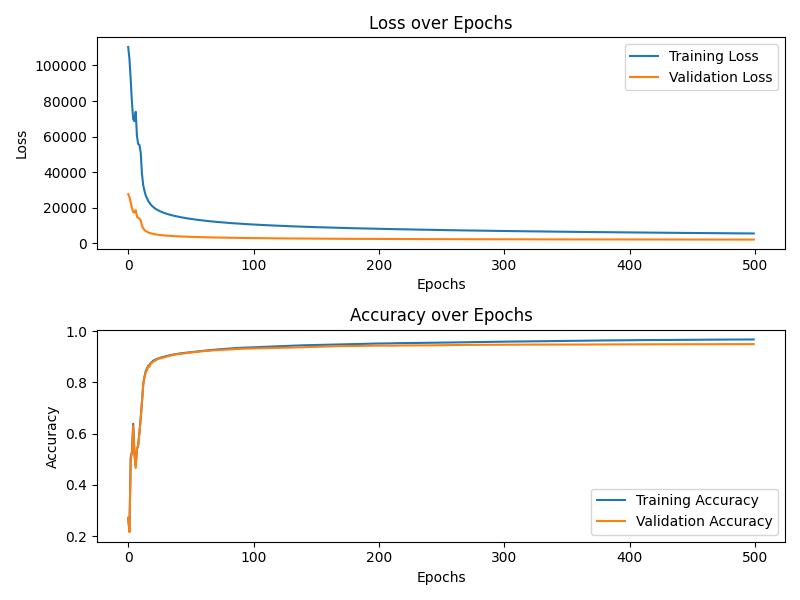 Loss over Epochs
100000
80000
60000
40000
20000
0
Loss
Training Loss
Validation Loss
0 100 200 300 400 500
Epochs
Accuracy over Epochs
1.0
0.8
0.6
0.4
0.2
Accuracy
Training Accuracy
Validation Accuracy
0 100 200 300 400 500
Epochs